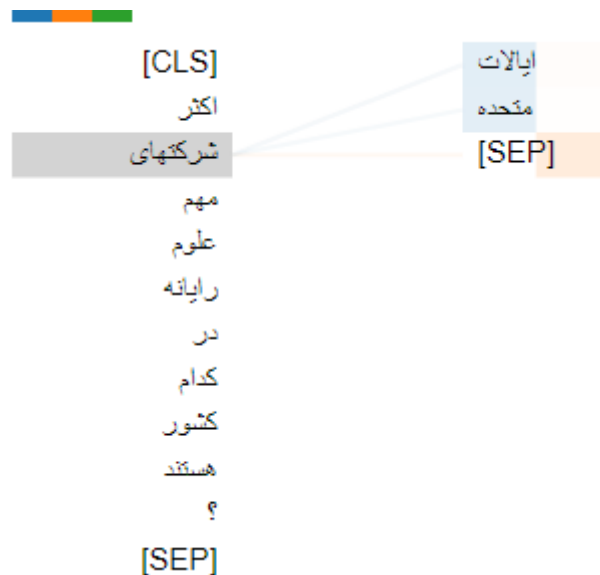 [CLS]
اکثر
شرکتهای
مهم
علوم
رایانه
در
کدام
کشور
هستند
؟
[SEP]
ایالات
متحده
[SEP]